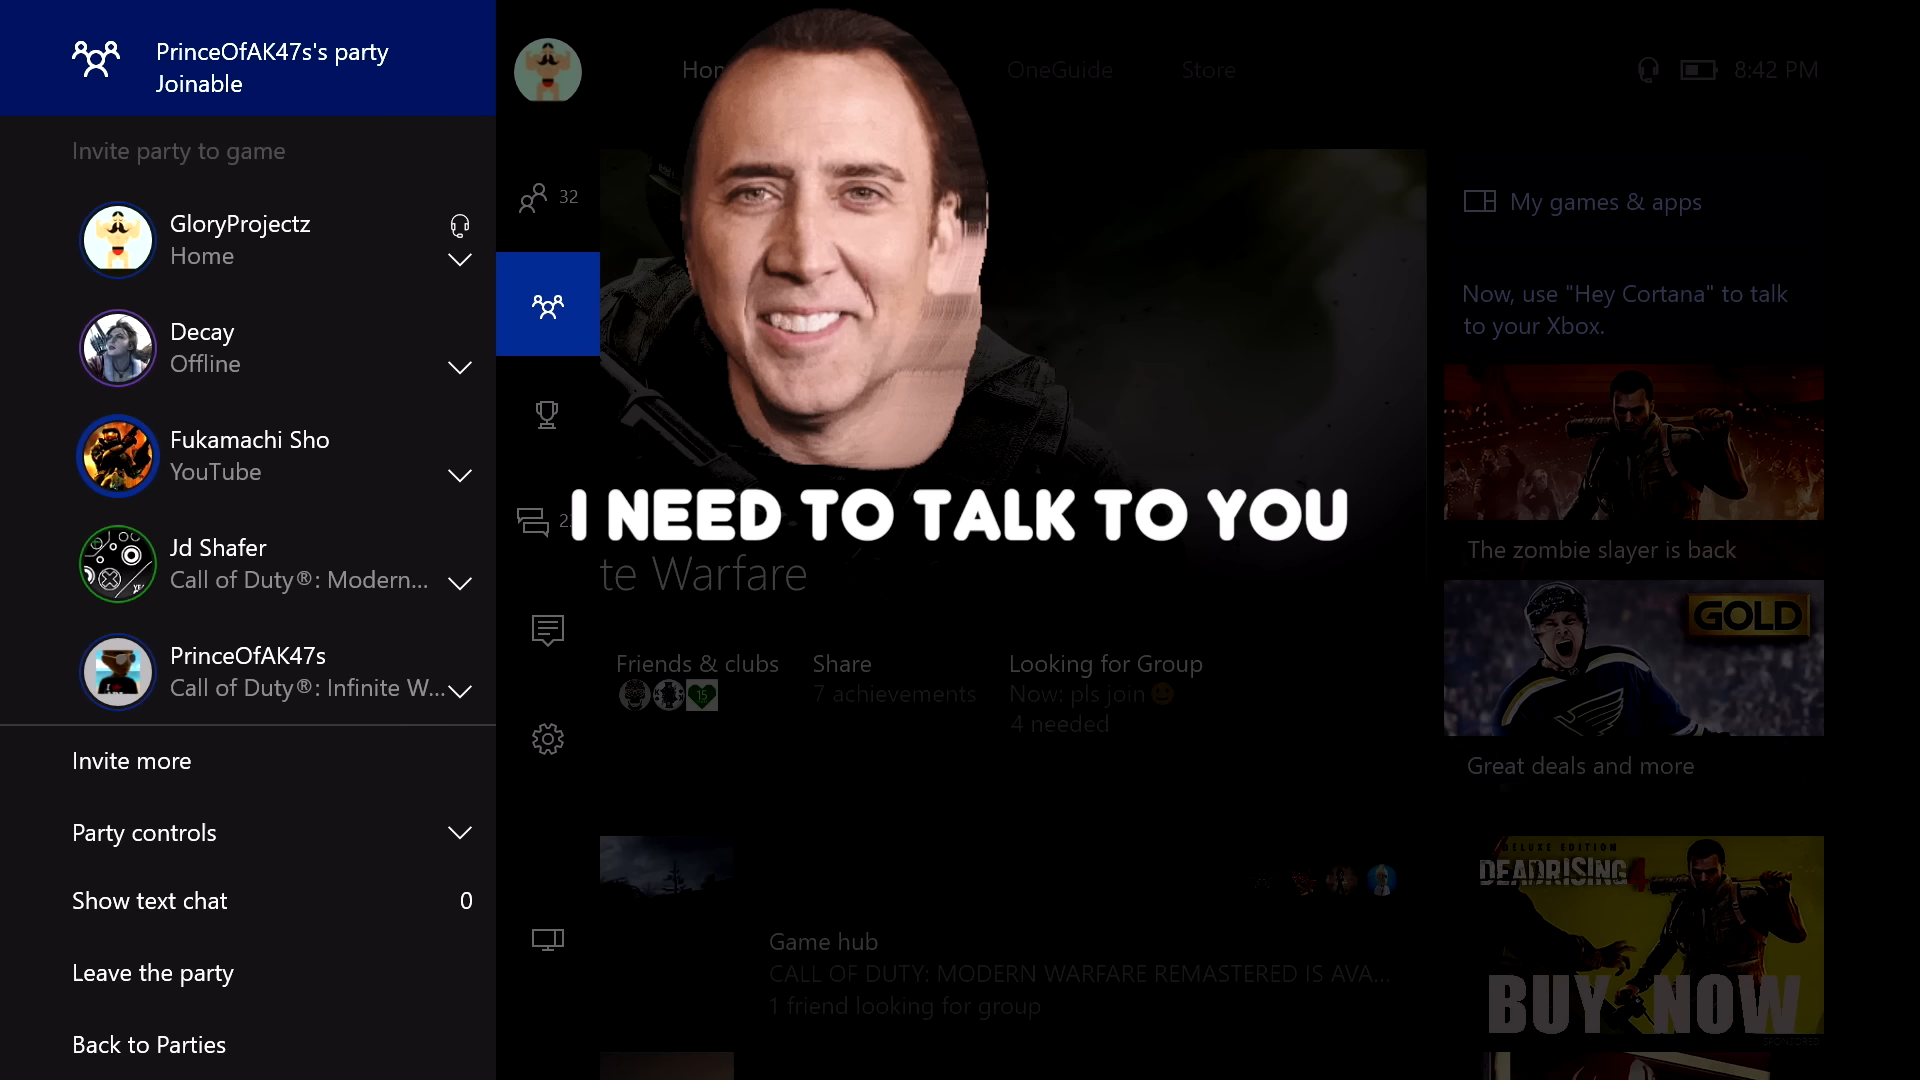 PrinceOfAK47s's party
Joinable
Invite party to game
GloryProjectz
Home
Decay
Offline
Fukamachi Sho
YouTube
Jd Shafer
Call of Duty®: Modern...
PrinceOfAK47s
Call of Duty®: Infinite W...
Invite more
Party controls
Show text chat 0
Leave the party
Back to Parties
OneGuide
Store
8:42 PM
32
I NEED TO TALK TO YOU
te Warfare
Friends & clubs
15
Share
7 achievements
Looking for Group
Now: pls join
4 needed
Game hub
CALL OF DUTY: MODERN WARFARE REMASTERED IS AVA...
1 friend looking for group
My games & apps
Now, use "Hey Cortana" to talk
to your Xbox.
The zombie slayer is back
GOLD
Great deals and more
DELUXE EDITION
DEADRISING 4
BUY NOW
SPONSORED